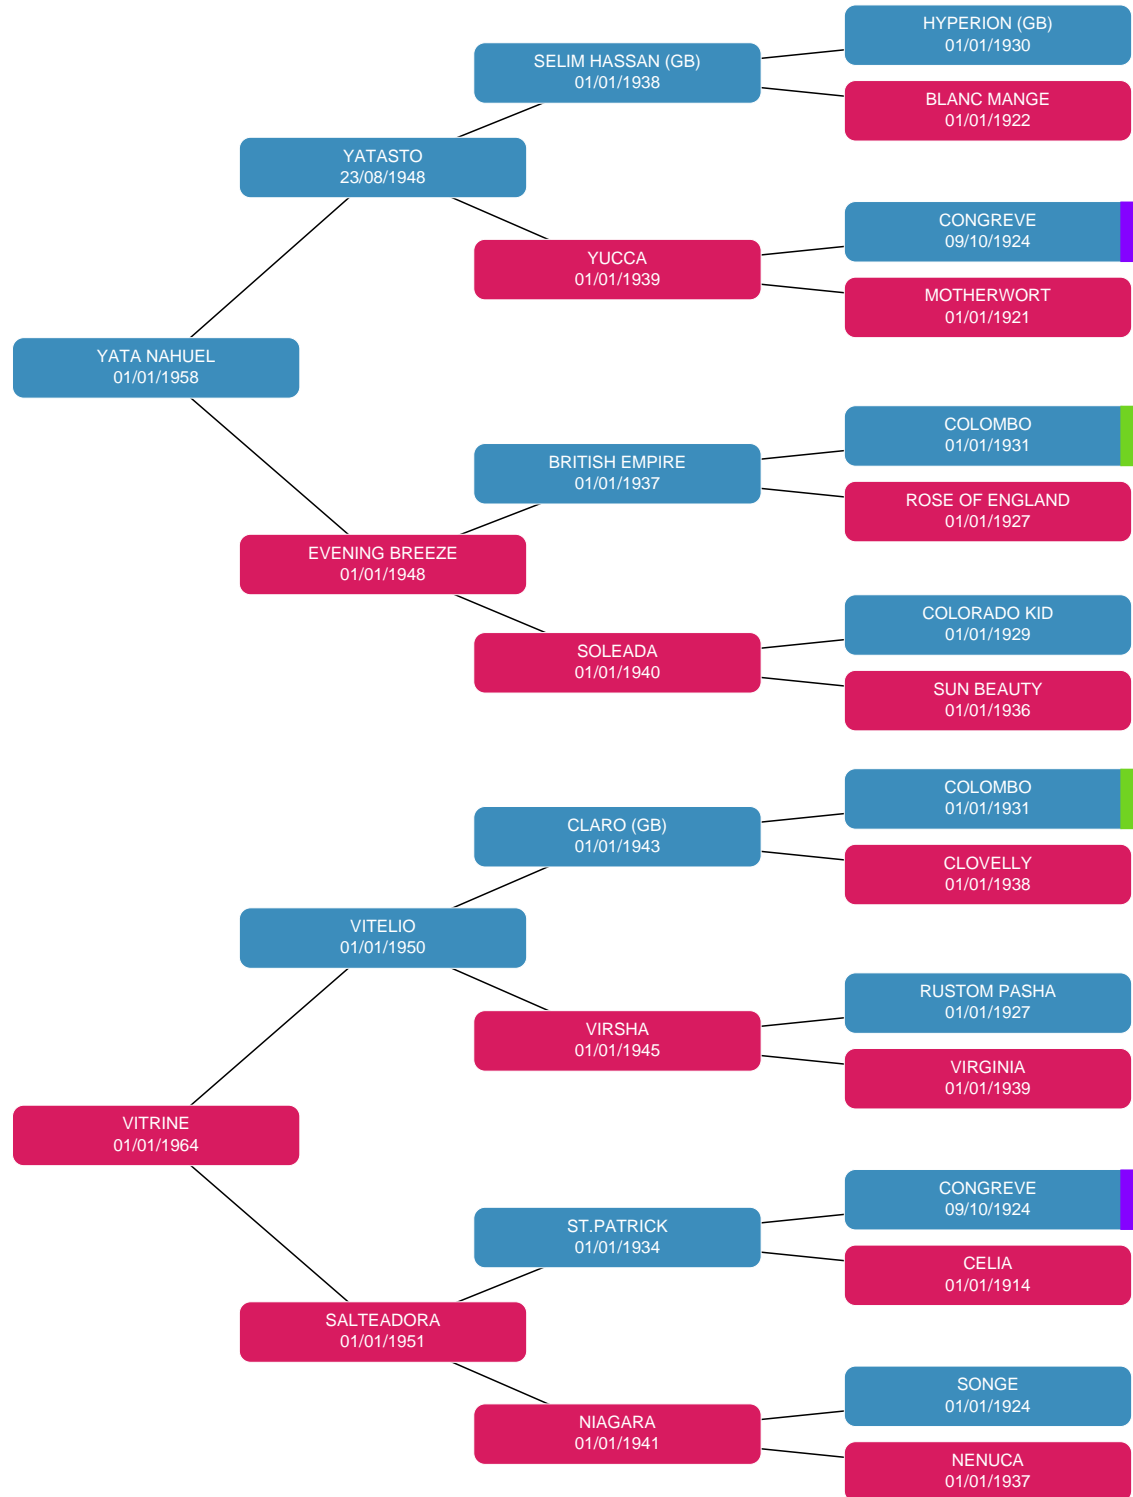 HYPERION (GB)
01/01/1930
SELIM HASSAN (GB)
01/01/1938
BLANC MANGE
01/01/1922
YATASTO
23/08/1948
CONGREVE
09/10/1924
YUCCA
01/01/1939
MOTHERWORT
01/01/1921
YATA NAHUEL
01/01/1958
COLOMBO
01/01/1931
BRITISH EMPIRE
01/01/1937
ROSE OF ENGLAND
01/01/1927
EVENING BREEZE
01/01/1948
COLORADO KID
01/01/1929
SOLEADA
01/01/1940
SUN BEAUTY
01/01/1936
COLOMBO
01/01/1931
CLARO (GB)
01/01/1943
CLOVELLY
01/01/1938
VITELIO
01/01/1950
RUSTOM PASHA
01/01/1927
VIRSHA
01/01/1945
VIRGINIA
01/01/1939
VITRINE
01/01/1964
CONGREVE
09/10/1924
ST.PATRICK
01/01/1934
CELIA
01/01/1914
SALTEADORA
01/01/1951
SONGE
01/01/1924
NIAGARA
01/01/1941
NENUCA
01/01/1937